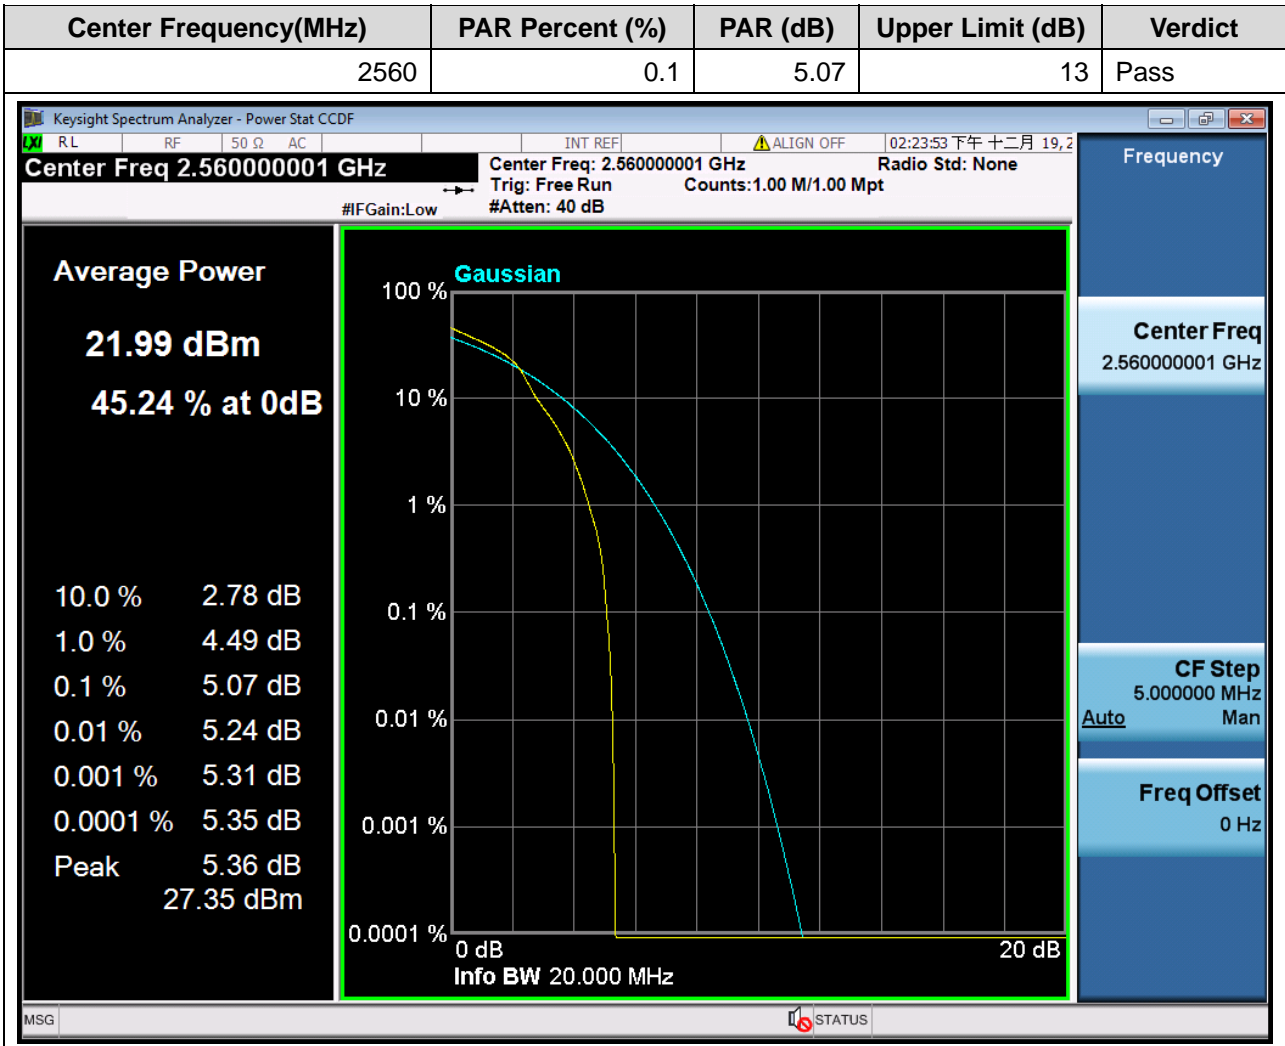 Center Frequency(MHz) PAR Percent (%) PAR (dB) Upper Limit (dB) Verdict
2560 0.1 5.07 13 Pass
Keysight Spectrum Analyzer - Power Stat CCDF
LXI RL RF 50 Ω AC INT REF ALIGN OFF 02:23:53 下午 十二月 19, 2
Center Freq 2.560000001 GHz
Center Freq: 2.560000001 GHz Radio Std: None
Trig: Free Run Counts:1.00 M/1.00 Mpt
#IFGain:Low #Atten: 40 dB
Average Power
21.99 dBm
45.24 % at 0dB
10.0 % 2.78 dB
1.0 % 4.49 dB
0.1 % 5.07 dB
0.01 % 5.24 dB
0.001 % 5.31 dB
0.0001 % 5.35 dB
Peak 5.36 dB
27.35 dBm
Gaussian
100 %
10 %
1 %
0.1 %
0.01 %
0.001 %
0.0001 %
0 dB 20 dB
Info BW 20.000 MHz
Frequency
Center Freq
2.560000001 GHz
CF Step
5.000000 MHz
Auto Man
Freq Offset
0 Hz
MSG STATUS